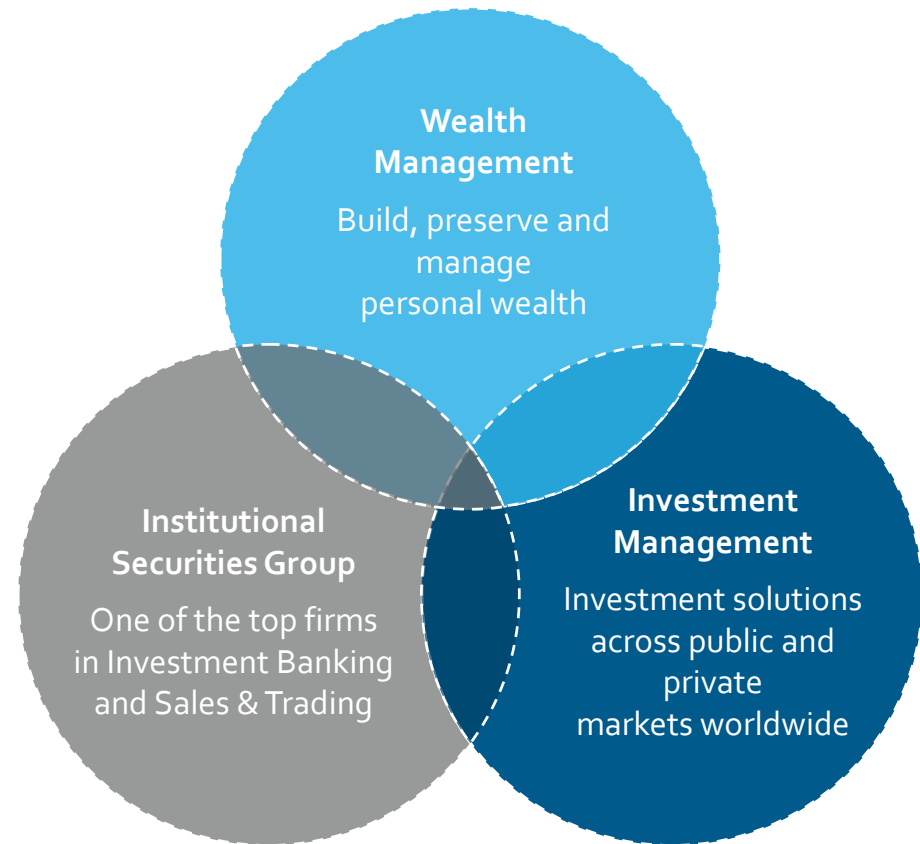 Wealth
Management
Build, preserve and
manage
personal wealth
Institutional
Securities Group
One of the top firms
in Investment Banking
and Sales & Trading
Investment
Management
Investment solutions
across public and
private
markets worldwide